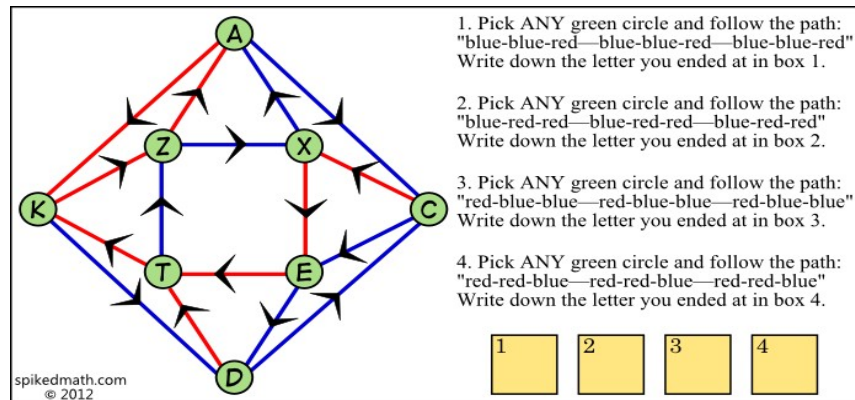 A
Z
X
K
C
T
E
D
spikedmath.com
© 2012
1. Pick ANY green circle and follow the path:
"blue-blue-red—blue-blue-red—blue-blue-red"
Write down the letter you ended at in box 1.
2. Pick ANY green circle and follow the path:
"blue-red-red—blue-red-red—blue-red-red"
Write down the letter you ended at in box 2.
3. Pick ANY green circle and follow the path:
"red-blue-blue—red-blue-blue—red-blue-blue"
Write down the letter you ended at in box 3.
4. Pick ANY green circle and follow the path:
"red-red-blue—red-red-blue—red-red-blue"
Write down the letter you ended at in box 4.
1
2
3
4